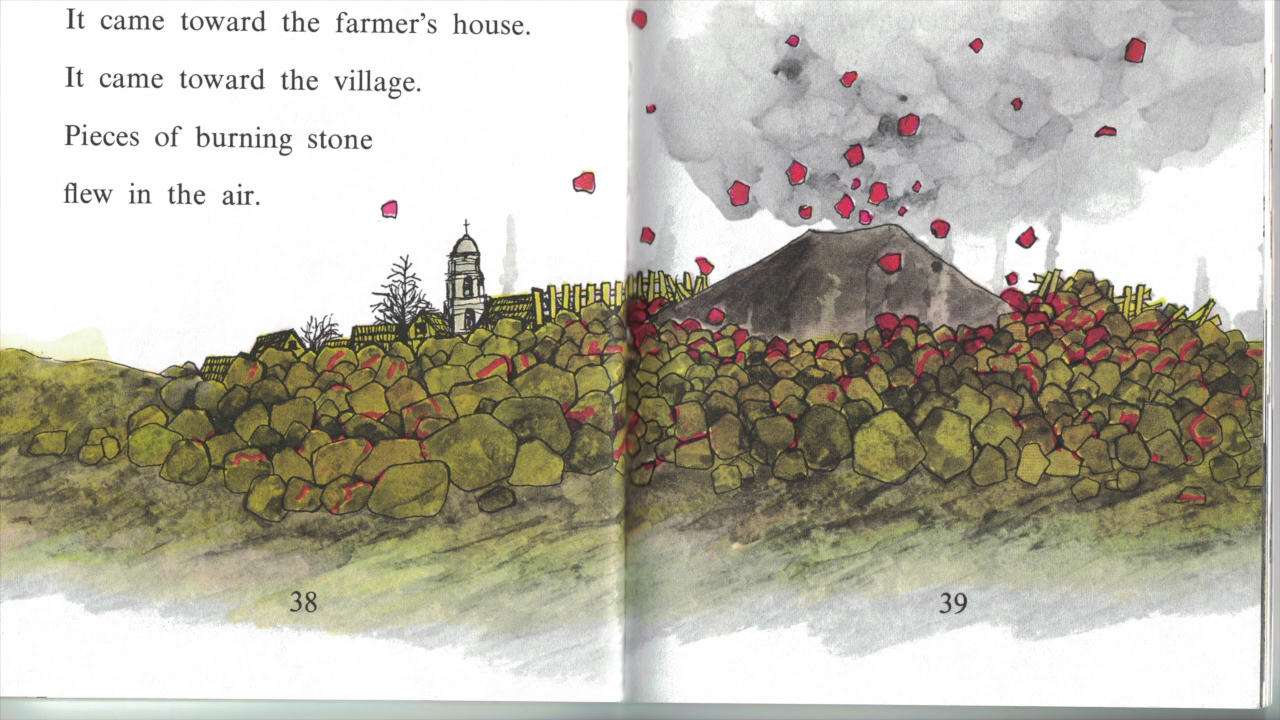 It came toward the farmer's house.
It came toward the village.
Pieces of burning stone
flew in the air.
38
39